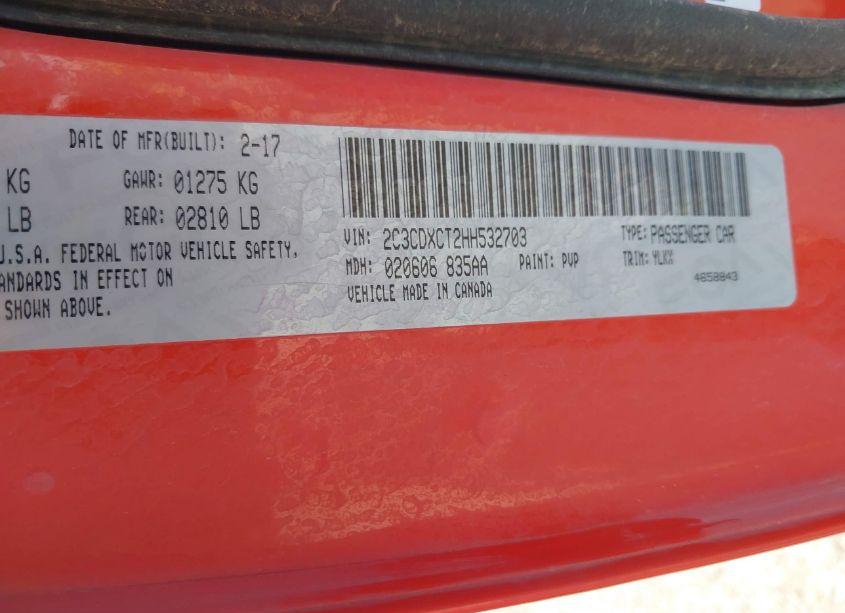 DATE OF MFR(BUILT): 2-17
KG GAWR: 01275 KG
LB REAR: 02810 LB
U.S.A. FEDERAL MOTOR VEHICLE SAFETY,
ANDARDS IN EFFECT ON
SHOWN ABOVE.
VIN: 2C3CDXCT2HH532703 TYPE: PASSENGER CAR
MDH: 020606 835AA PAINT: PVP TRIM: YLKX
VEHICLE MADE IN CANADA 4658843